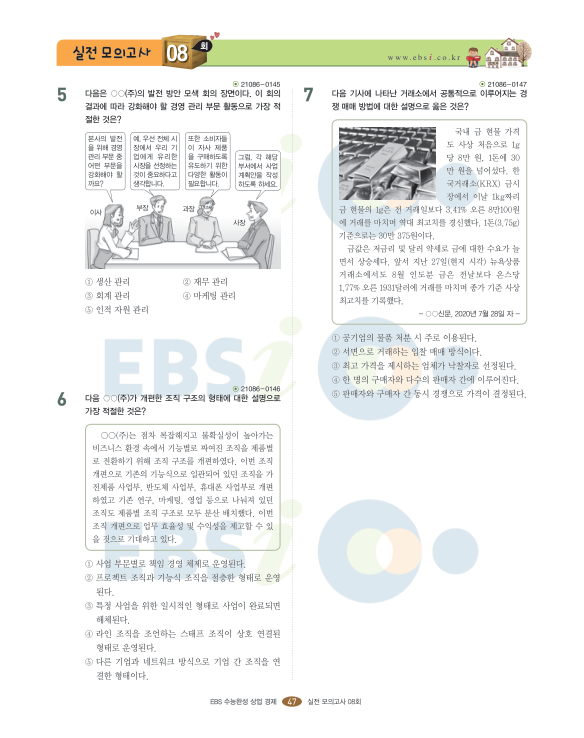 실전 모의고사 08 회
www.ebsi.co.kr
21086-0145
5 다음은 ○○(주)의 발전 방안 모색 회의 장면이다. 이 회의
결과에 따라 강화해야 할 경영 관리 부문 활동으로 가장 적
절한 것은?
본사의 발전
을 위해 경영
관리 부문 중
어떤 부문을
강화해야 할
까요?
예, 우선 전체 시
장에서 우리 기
업에게 유리한
시장을 선정하는
것이 중요하다고
생각합니다.
또한 소비자들
이 자사 제품
을 구매하도록
유도하기 위한
다양한 활동이
필요합니다.
그럼, 각 해당
부서에서 사업
계획안을 작성
하도록 하세요.
이사
부장
과장
사장
① 생산 관리 ② 재무 관리
③ 회계 관리 ④ 마케팅 관리
⑤ 인적 자원 관리
21086-0146
6 다음 ○○(주)가 개편한 조직 구조의 형태에 대한 설명으로
가장 적절한 것은?
○○(주)는 점차 복잡해지고 불확실성이 높아가는
비즈니스 환경 속에서 기능별로 짜여진 조직을 제품별
로 전환하기 위해 조직 구조를 개편하였다. 이번 조직
개편으로 기존의 기능식으로 일관되어 있던 조직을 가
전제품 사업부, 반도체 사업부, 휴대폰 사업부로 개편
하였고 기존 연구, 마케팅, 영업 등으로 나눠져 있던
조직도 제품별 조직 구조로 모두 분산 배치했다. 이번
조직 개편으로 업무 효율성 및 수익성을 제고할 수 있
을 것으로 기대하고 있다.
① 사업 부문별로 책임 경영 체제로 운영된다.
② 프로젝트 조직과 기능식 조직을 절충한 형태로 운영
된다.
③ 특정 사업을 위한 일시적인 형태로 사업이 완료되면
해체된다.
④ 라인 조직을 조언하는 스태프 조직이 상호 연결된
형태로 운영된다.
⑤ 다른 기업과 네트워크 방식으로 기업 간 조직을 연
결한 형태이다.
21086-0147
7 다음 기사에 나타난 거래소에서 공통적으로 이루어지는 경
쟁 매매 방법에 대한 설명으로 옳은 것은?
국내 금 현물 가격
도 사상 처음으로 1g
당 8만 원, 1돈에 30
만 원을 넘어섰다. 한
국거래소(KRX) 금시
장에서 이날 1kg짜리
금 현물의 1g은 전 거래일보다 3.41% 오른 8만100원
에 거래를 마치며 역대 최고치를 경신했다. 1돈(3.75g)
기준으로는 30만 375원이다.
금값은 저금리 및 달러 약세로 금에 대한 수요가 늘
면서 상승세다. 앞서 지난 27일(현지 시각) 뉴욕상품
거래소에서도 8월 인도분 금은 전날보다 온스당
1.77% 오른 1931달러에 거래를 마치며 종가 기준 사상
최고치를 기록했다.
- ○○신문, 2020년 7월 28일 자 -
① 공기업의 물품 처분 시 주로 이용된다.
② 서면으로 거래하는 입찰 매매 방식이다.
③ 최고 가격을 제시하는 업체가 낙찰자로 선정된다.
④ 한 명의 구매자와 다수의 판매자 간에 이루어진다.
⑤ 판매자와 구매자 간 동시 경쟁으로 가격이 결정된다.
EBS 수능완성 상업 경제 47 실전 모의고사 08회